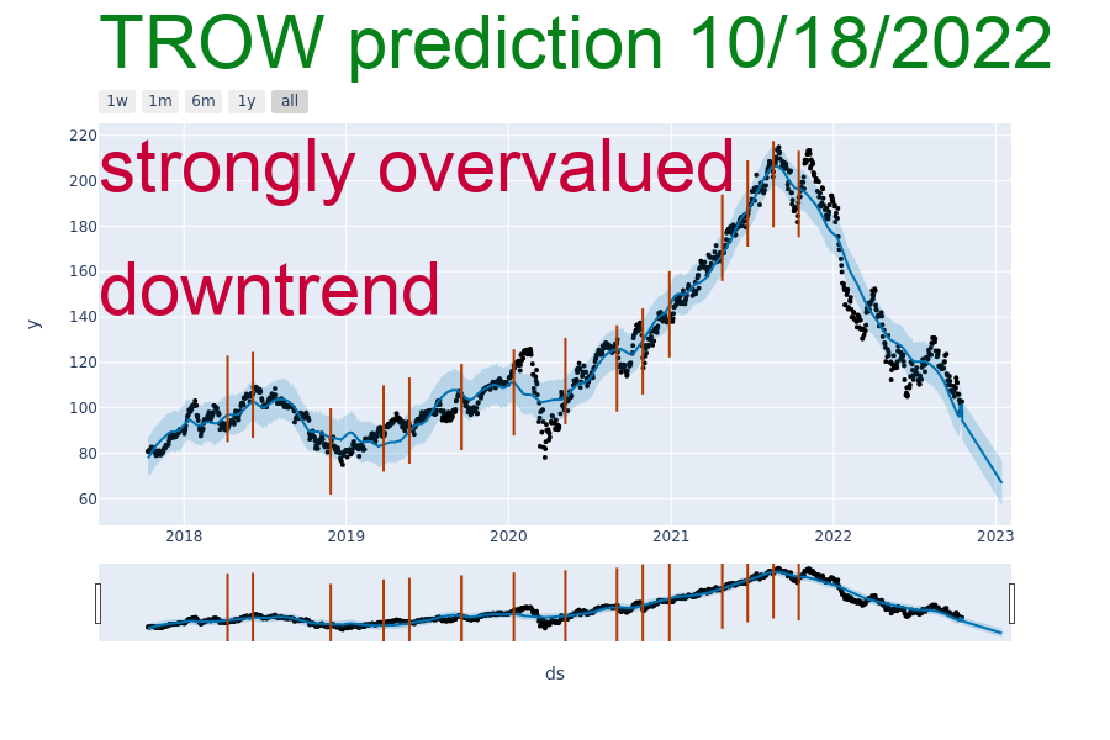 TROW prediction 10/18/2022
1w 1m 6m 1y all
220
strongly overvalued
200
180
160
downtrend
140
120
100
80
60
y
2018 2019 2020 2021 2022 2023
ds